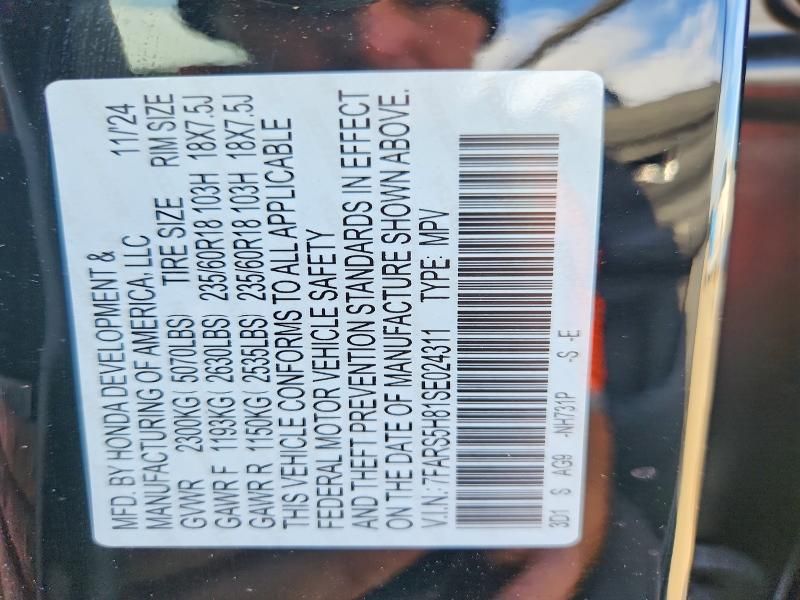 MFD. BY HONDA DEVELOPMENT & 11/'24
MANUFACTURING OF AMERICA, LLC
GVWR 2300KG( 5070LBS) TIRE SIZE RIM SIZE
GAWR F 1193KG( 2630LBS) 235/60R18 103H 18X7.5J
GAWR R 1150KG( 2535LBS) 235/60R18 103H 18X7.5J
THIS VEHICLE CONFORMS TO ALL APPLICABLE
FEDERAL MOTOR VEHICLE SAFETY
AND THEFT PREVENTION STANDARDS IN EFFECT
ON THE DATE OF MANUFACTURE SHOWN ABOVE.
V.I.N.: 7FARS5H81SE024311 TYPE: MPV
3D1 S AG9 -NH731P -S -E